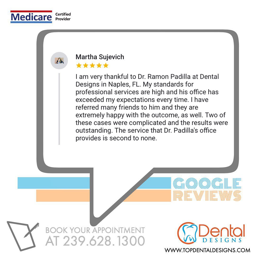 Medicare
Certified
Provider
Martha Sujevich
I am very thankful to Dr. Ramon Padilla at Dental
Designs in Naples, FL. My standards for
professional services are high and his office has
exceeded my expectations every time. I have
referred many friends to him and they are
extremely happy with the outcome, as well. Two of
these cases were complicated and the results were
outstanding. The service that Dr. Padilla's office
provides is second to none.
GOOGLE
REVIEWS
BOOK YOUR APPOINTMENT
AT 239.628.1300
Dental
DESIGNS
WWW.TOPDENTALDESIGNS.COM